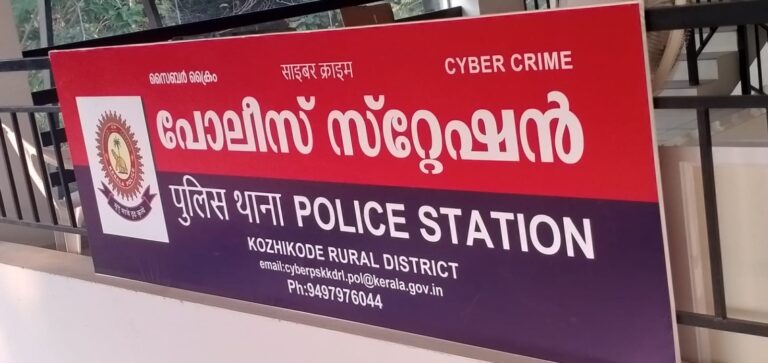 സൈബർ ക്രൈം साइबर क्राइम CYBER CRIME
പോലീസ് സ്റ്റേഷൻ
पुलिस थाना POLICE STATION
KOZHIKODE RURAL DISTRICT
email:cyberpskkdrl.pol@kerala.gov.in
Ph:9497976044